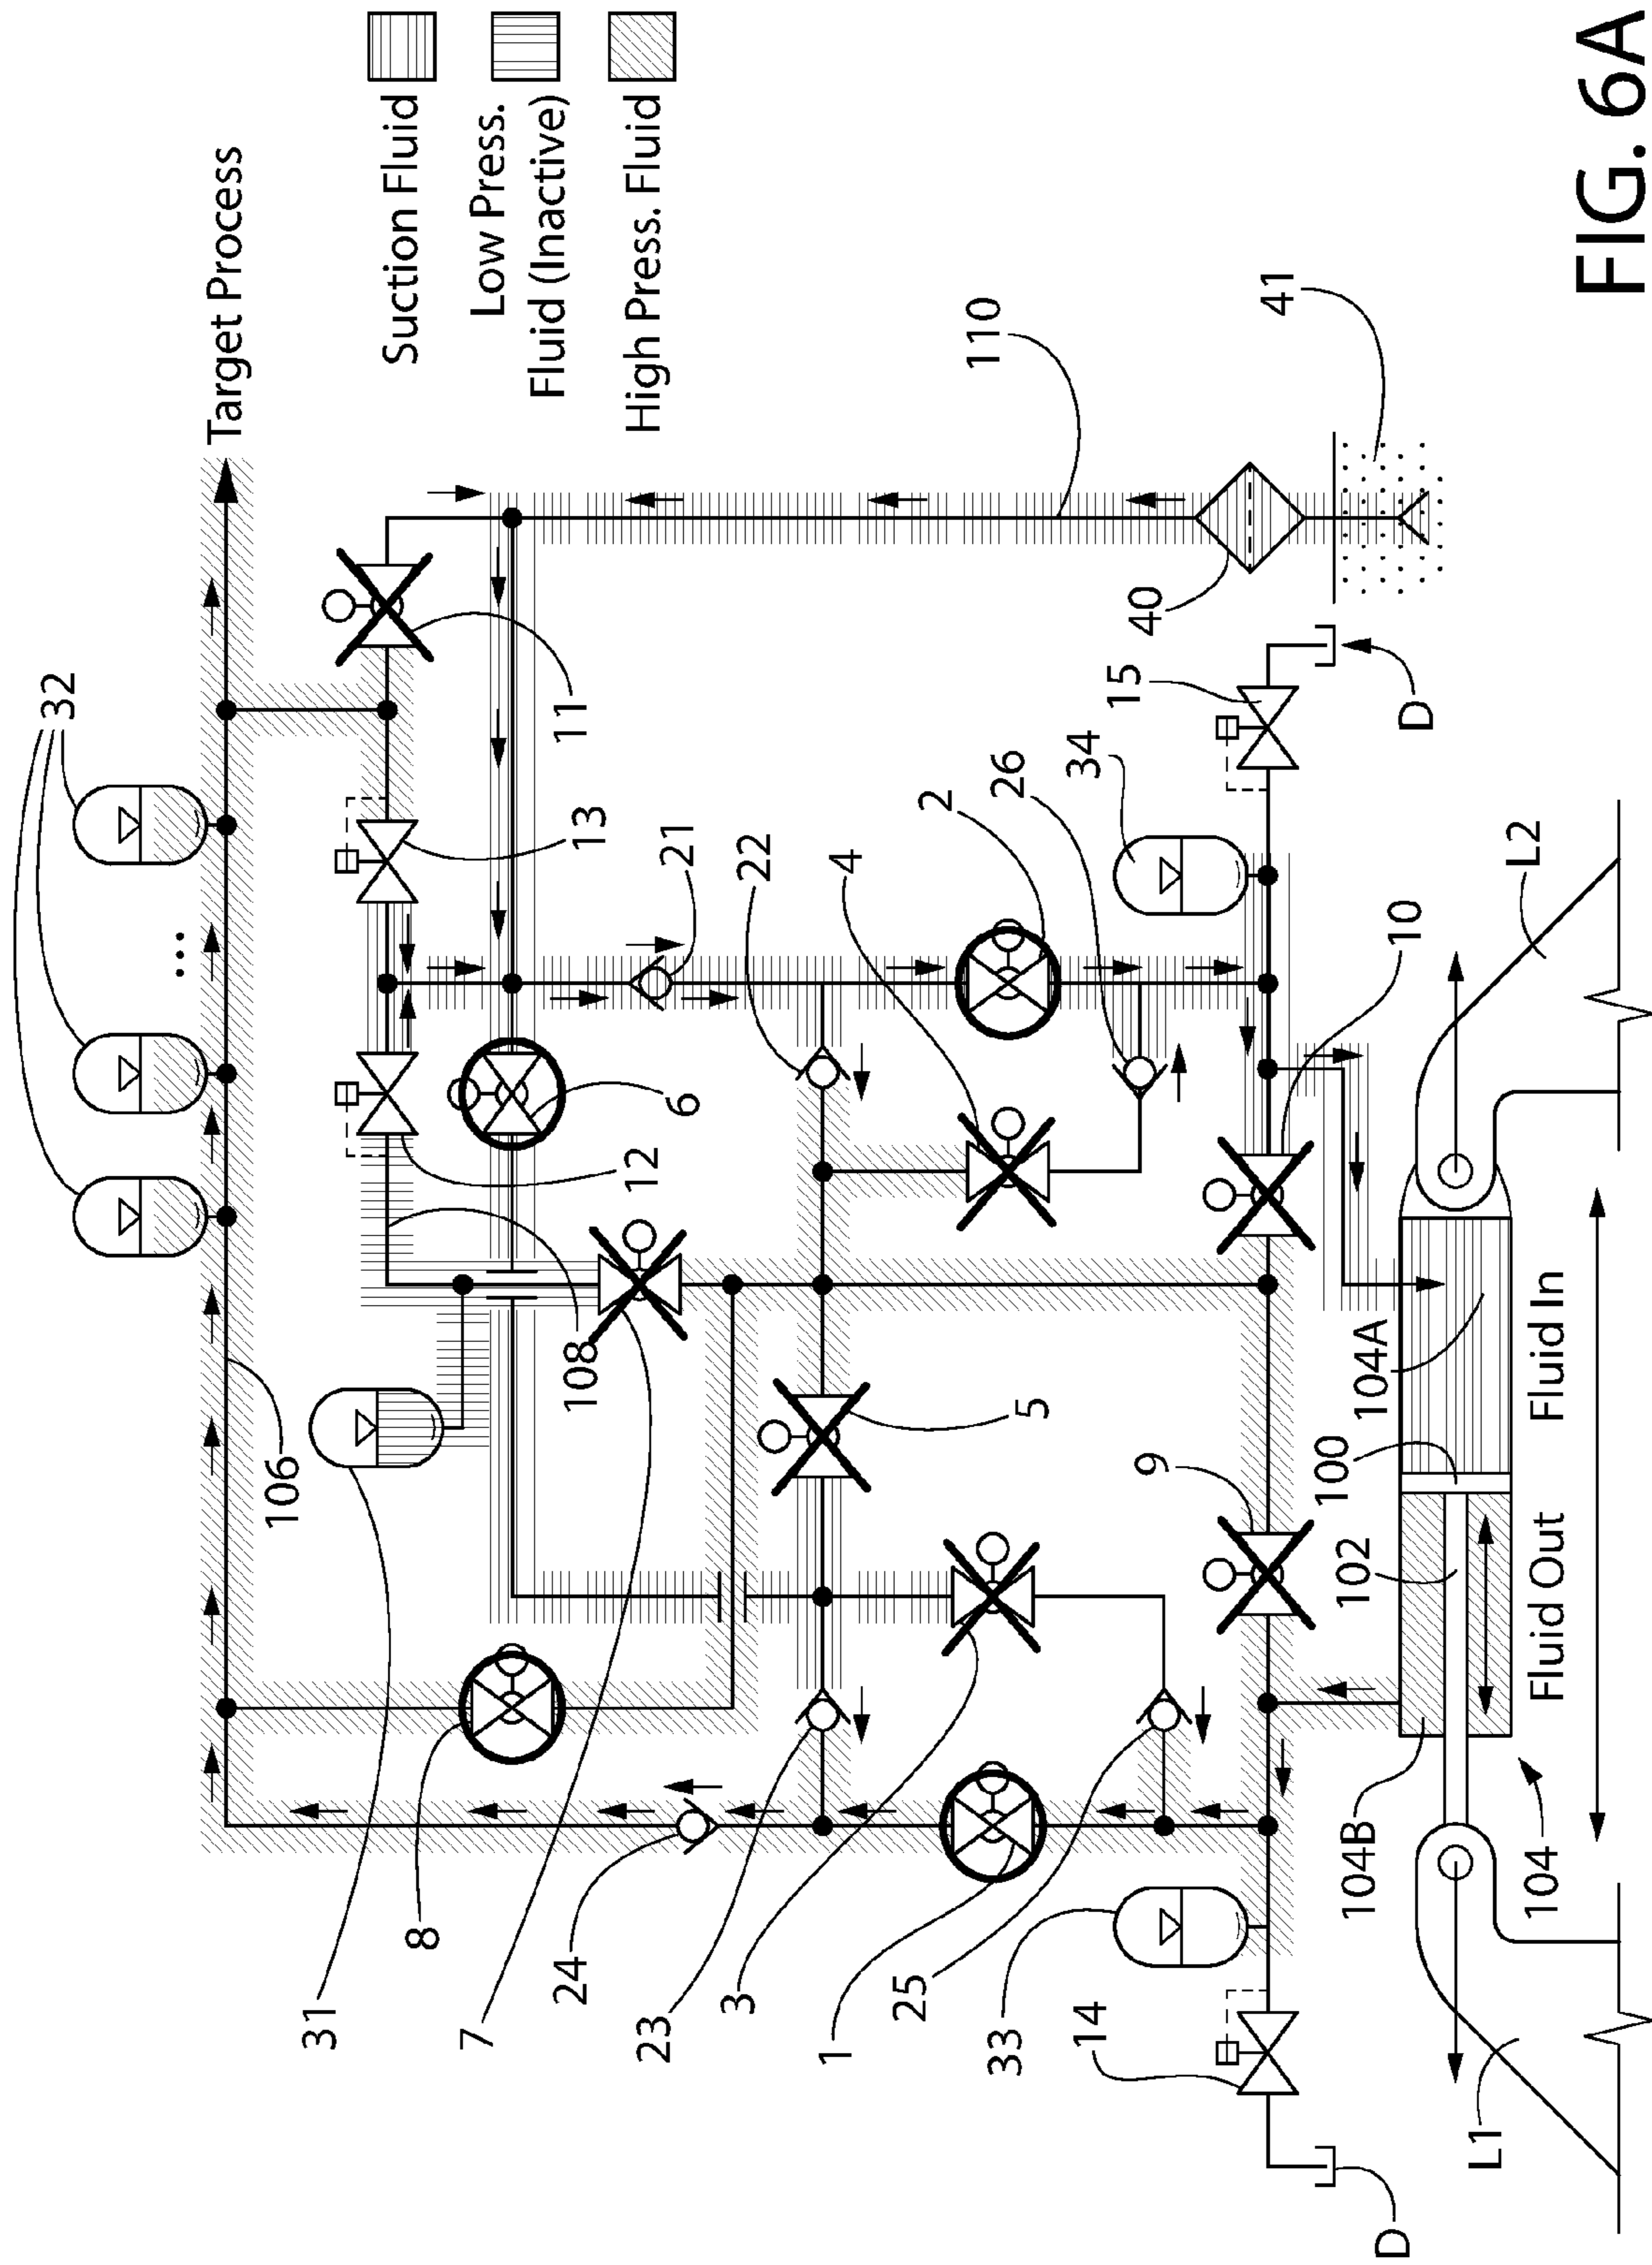 Target Process
Suction Fluid
Low Press.
Fluid (Inactive)
High Press. Fluid
32
...
106
11
13
110
41
31
108
12
6
21
22
2
26
4
34
15
40
D
8
7
24
23
3
5
1
25
33
9
10
14
D
104B
102
100
104A
L2
L1
104
Fluid Out
Fluid In
FIG. 6A